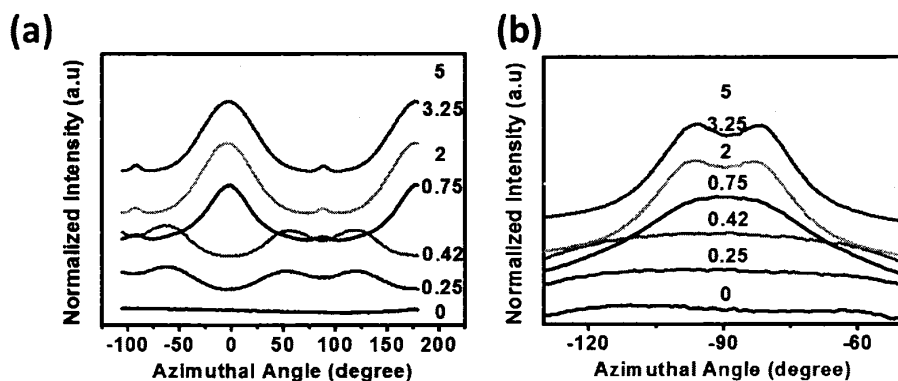 (a)
Normalized Intensity (a.u)
5
3.25
2
0.75
0.42
0.25
0
-100 -50 0 50 100 150 200
Azimuthal Angle (degree)
(b)
Normalized Intensity (a.u)
5
3.25
2
0.75
0.42
0.25
0
-120 -90 -60
Azimuthal Angle (degree)